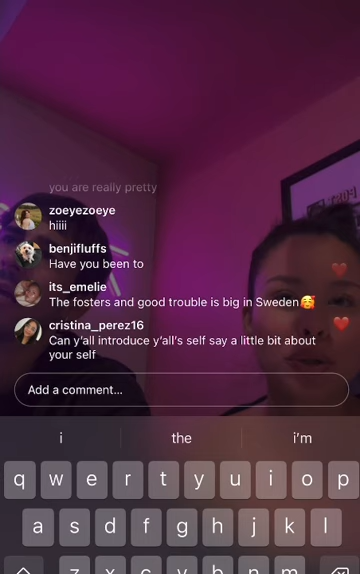 you are really pretty
zoeyezoeye
hiiii
benjifluffs
Have you been to
its_emelie
The fosters and good trouble is big in Sweden🥰
cristina_perez16
Can y'all introduce y'all's self say a little bit about
your self
Add a comment...
i the i'm
q w e r t y u i o p
a s d f g h j k l
z x c v b n m